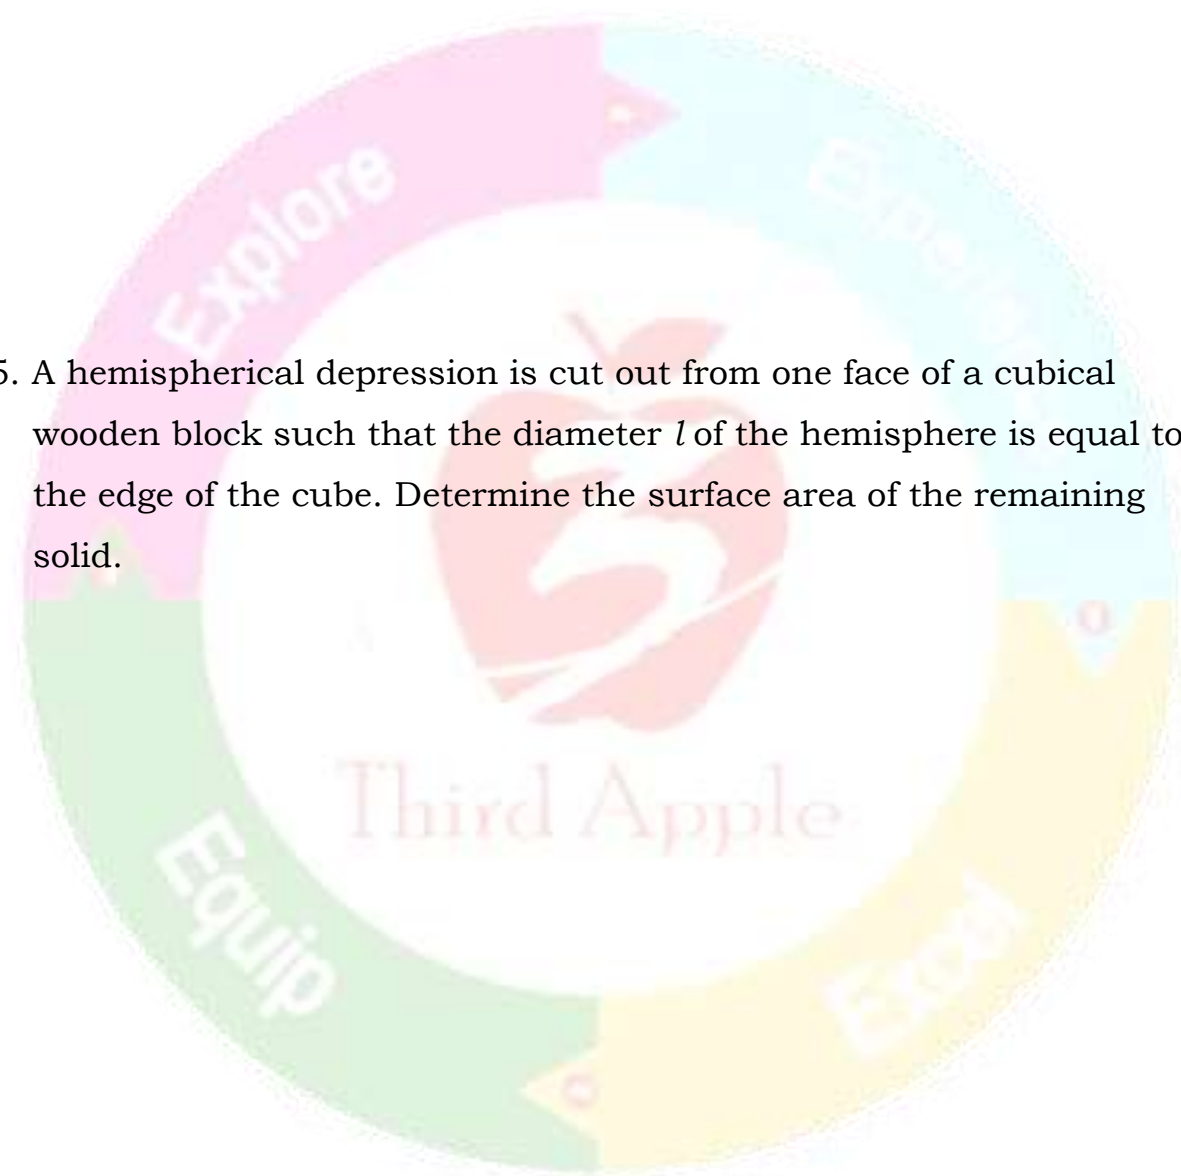 Explore
Experience
5. A hemispherical depression is cut out from one face of a cubical
wooden block such that the diameter l of the hemisphere is equal to
the edge of the cube. Determine the surface area of the remaining
solid.
Third Apple
Equip
Excel